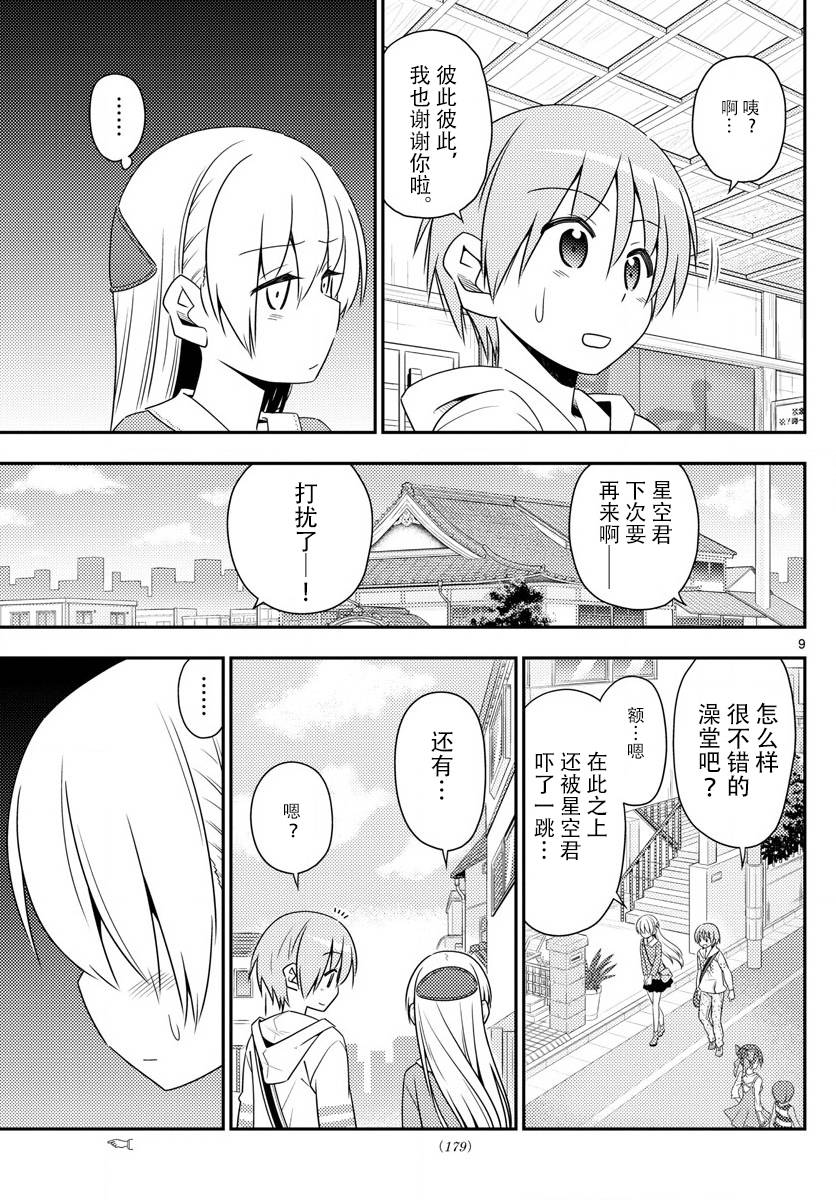 咦?
啊…
彼此彼此,
我也谢谢你啦。
……
星空君
下次要
再来啊——
打扰了—!
9
怎么样
很不错的
澡堂吧?
额…嗯
在此之上
还被星空君
吓了一跳…
还有…
嗯?
……
(179)